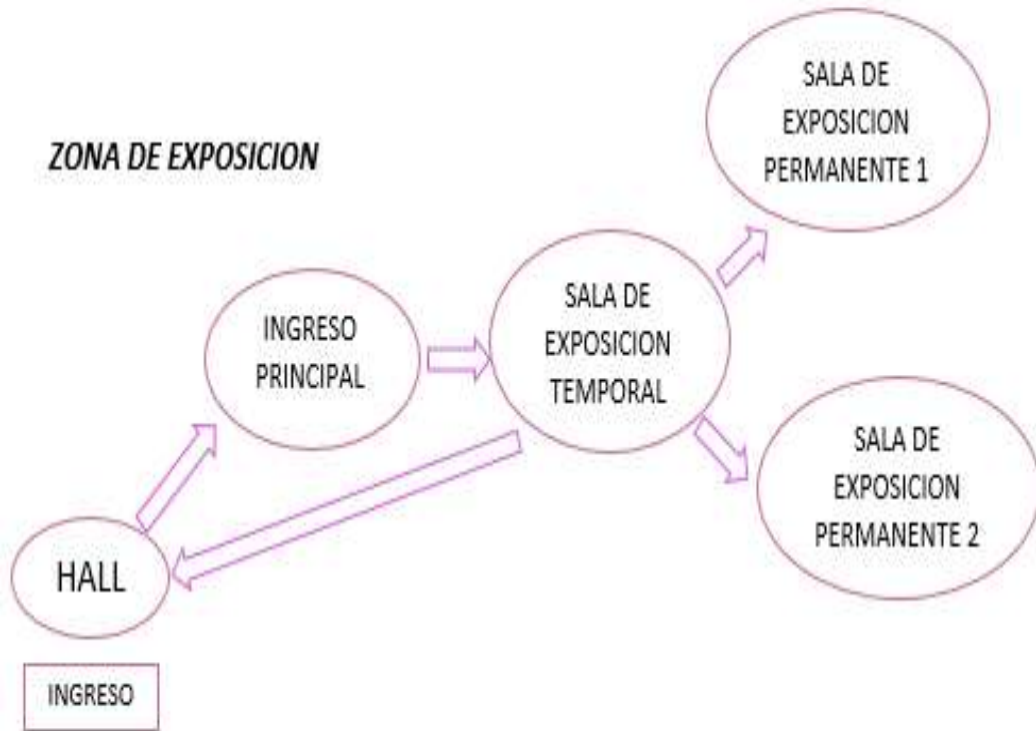 ZONA DE EXPOSICION
SALA DE
EXPOSICION
PERMANENTE 1
INGRESO
PRINCIPAL
SALA DE
EXPOSICION
TEMPORAL
SALA DE
EXPOSICION
PERMANENTE 2
HALL
INGRESO